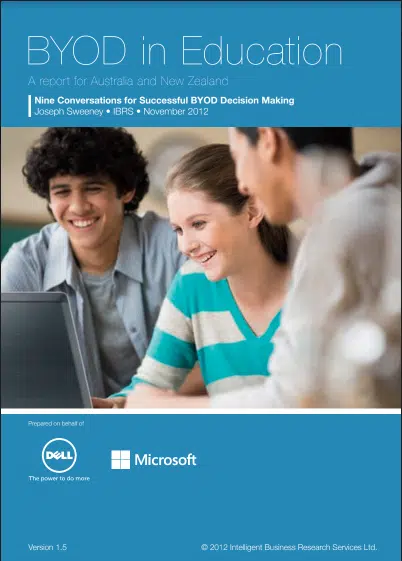 BYOD in Education
A report for Australia and New Zealand
Nine Conversations for Successful BYOD Decision Making
Joseph Sweeney • IBRS • November 2012
Prepared on behalf of
DELL
The power to do more
Microsoft
Version 1.5
© 2012 Intelligent Business Research Services Ltd.